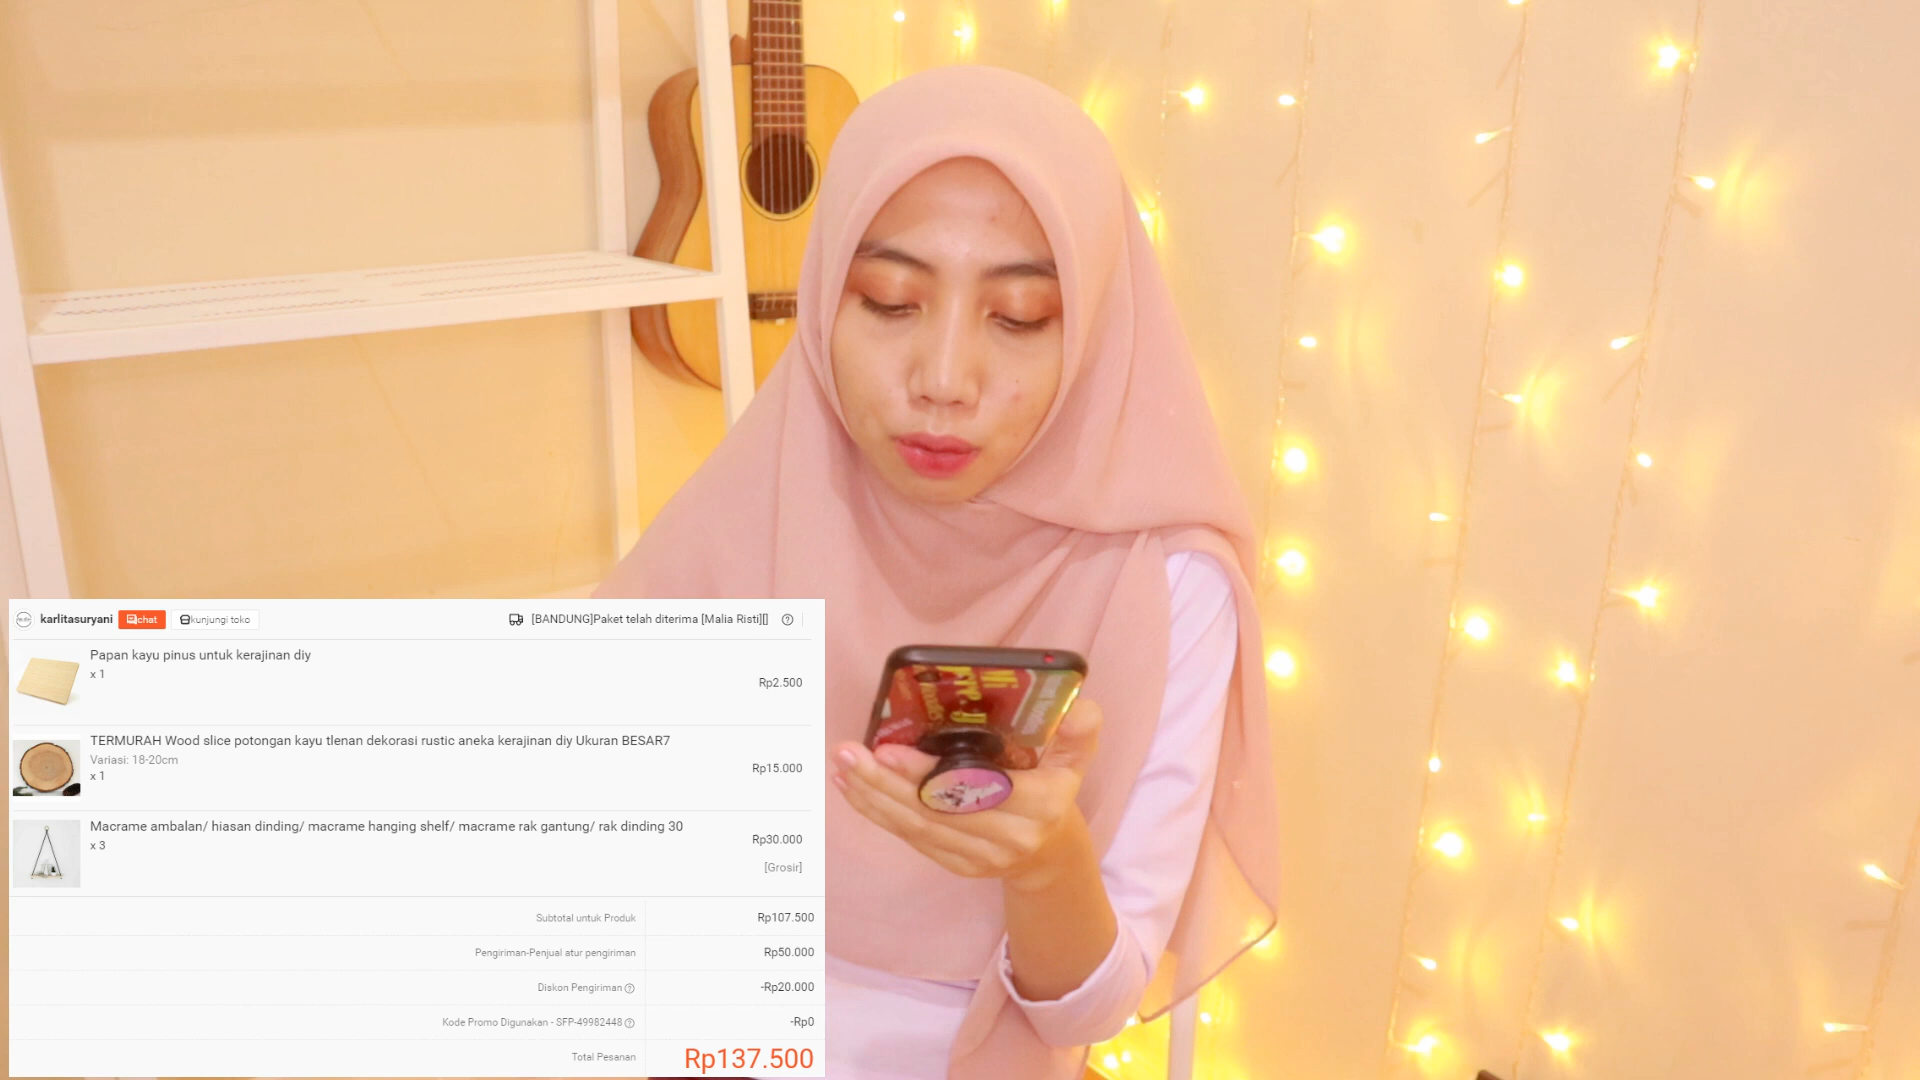 karlitasuryani chat kunjungi toko [BANDUNG]Paket telah diterima [Malia Risti][]
Papan kayu pinus untuk kerajinan diy
x 1
Rp2.500
TERMURAH Wood slice potongan kayu tlenan dekorasi rustic aneka kerajinan diy Ukuran BESAR7
Variasi: 18-20cm
x 1
Rp15.000
Macrame ambalan/ hiasan dinding/ macrame hanging shelf/ macrame rak gantung/ rak dinding 30
x 3
Rp30.000
[Grosir]
Subtotal untuk Produk Rp107.500
Pengiriman-Penjual atur pengiriman Rp50.000
Diskon Pengiriman -Rp20.000
Kode Promo Digunakan - SFP-49982448 -Rp0
Total Pesanan Rp137.500